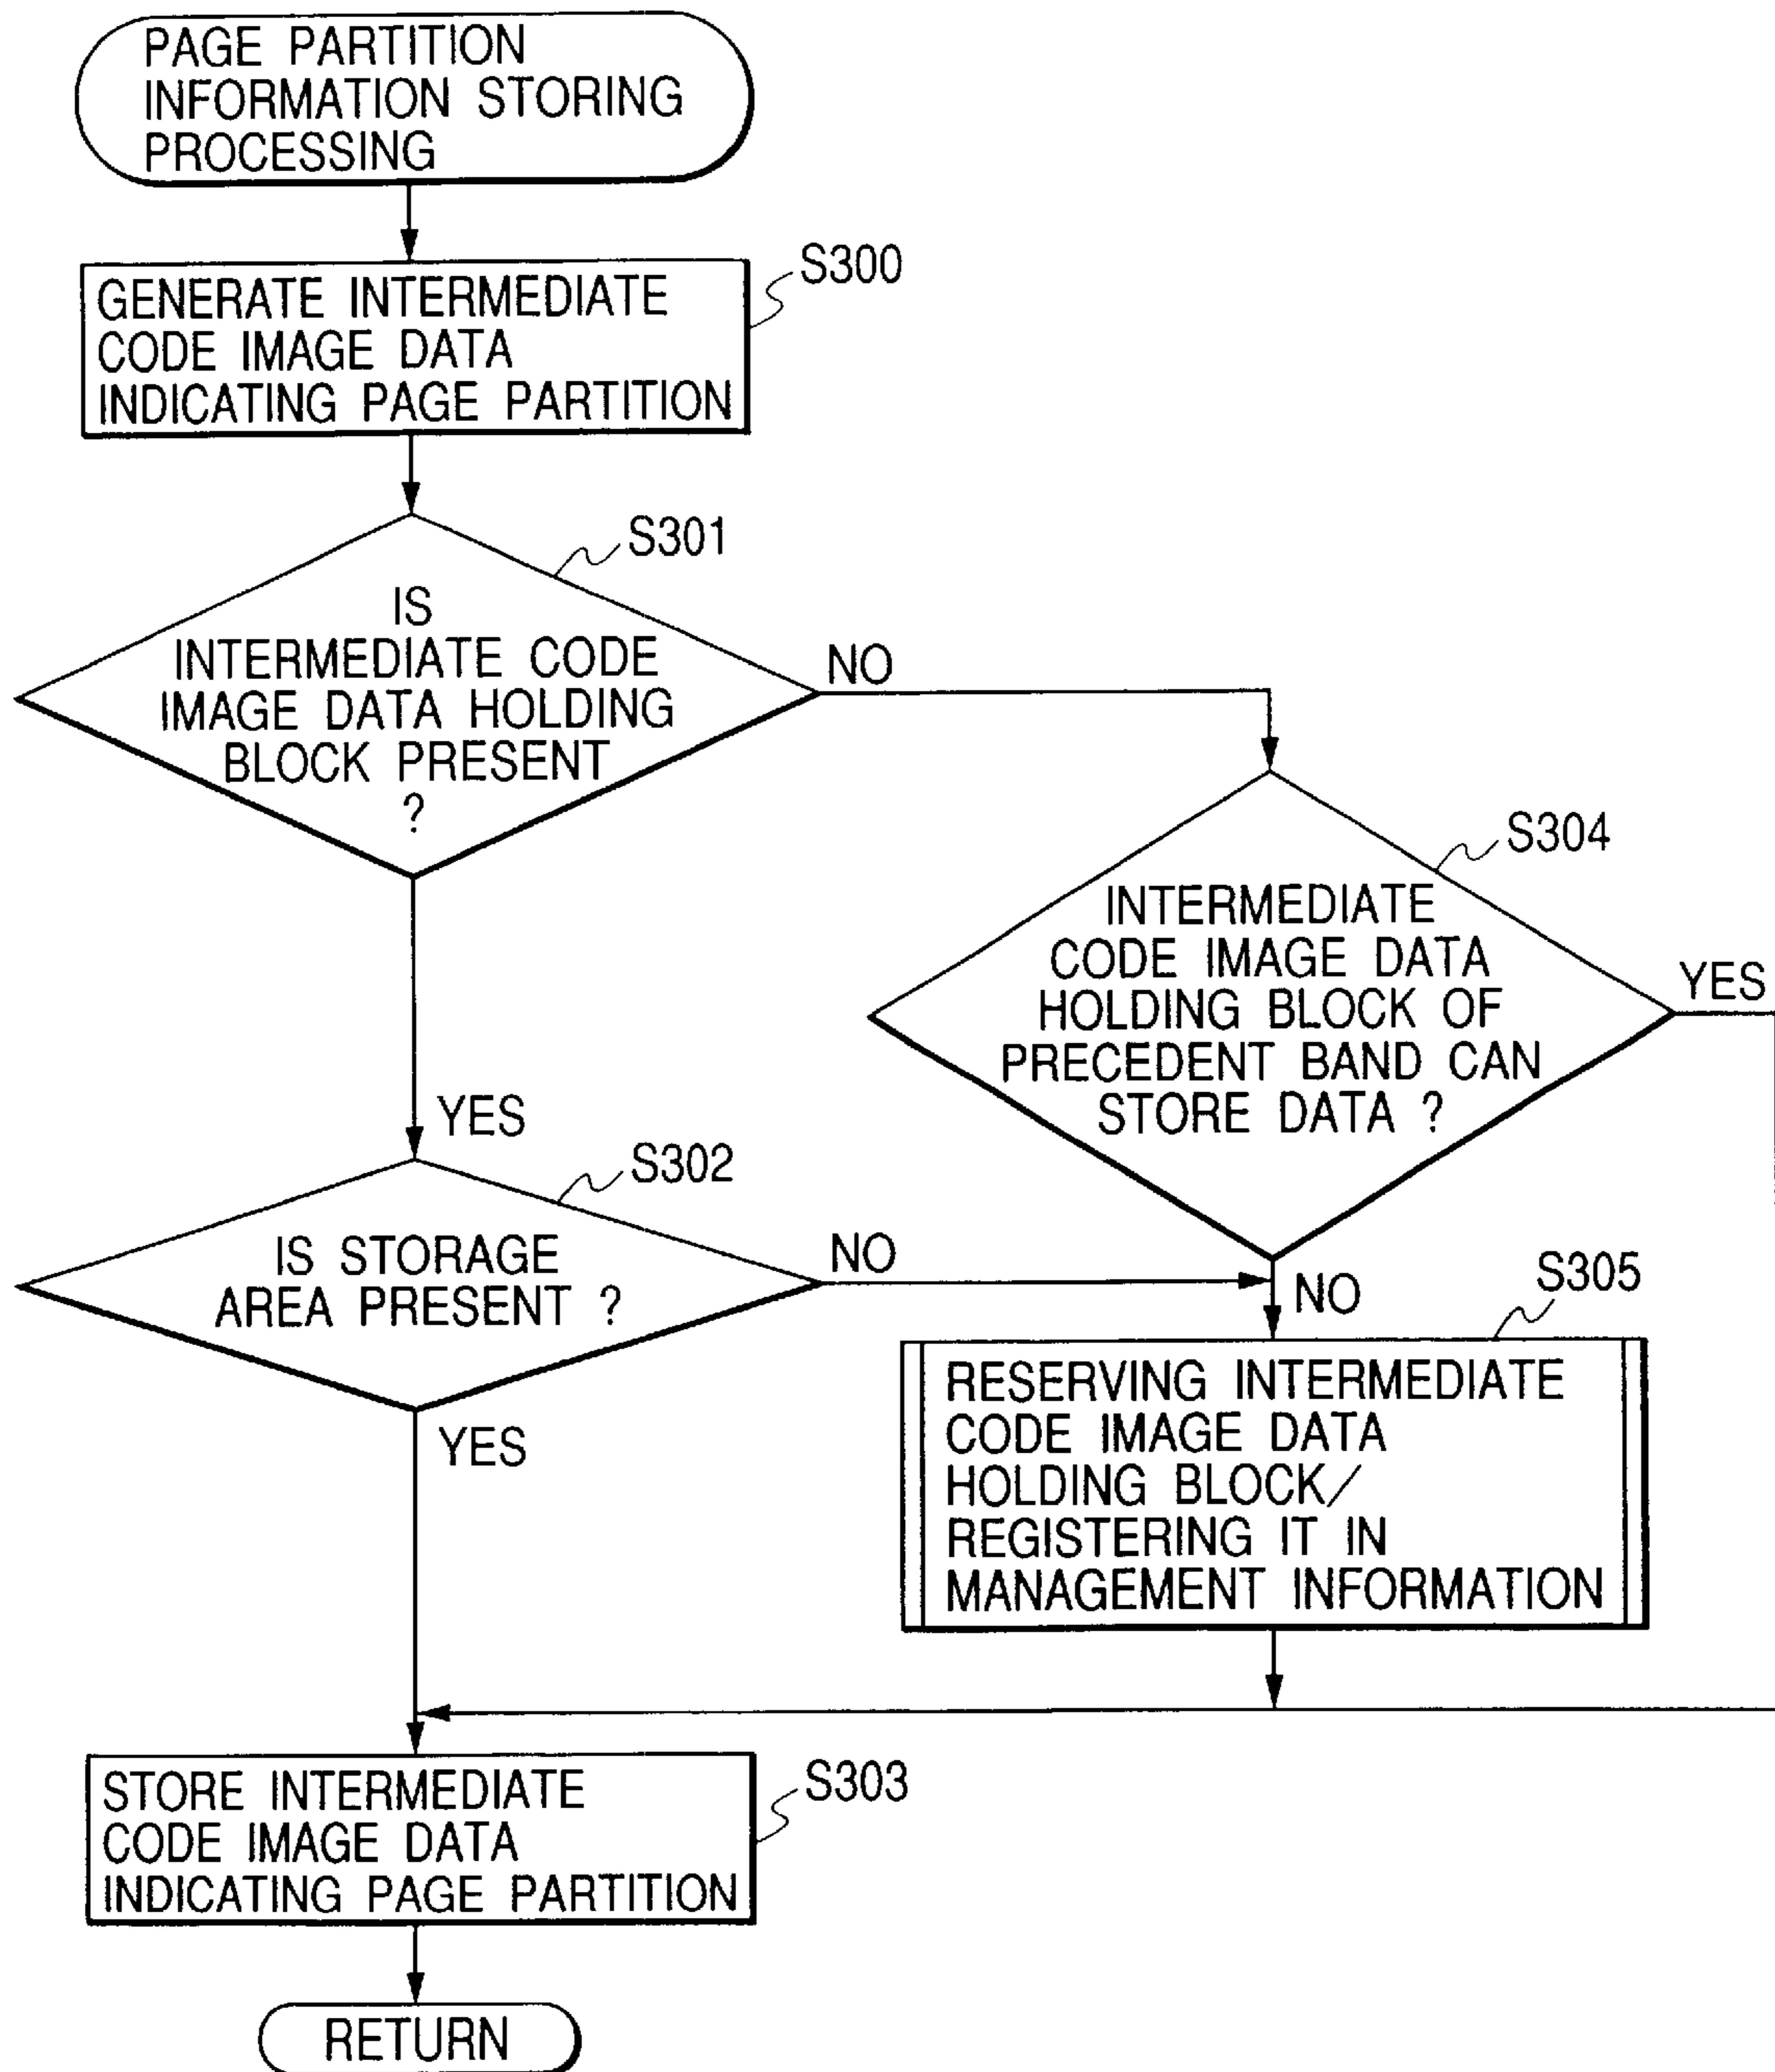 PAGE PARTITION
INFORMATION STORING
PROCESSING
S300
GENERATE INTERMEDIATE
CODE IMAGE DATA
INDICATING PAGE PARTITION
S301
IS
INTERMEDIATE CODE
IMAGE DATA HOLDING
BLOCK PRESENT
?
NO
YES
S304
INTERMEDIATE
CODE IMAGE DATA
HOLDING BLOCK OF
PRECEDENT BAND CAN
STORE DATA ?
YES
NO
S302
IS STORAGE
AREA PRESENT ?
NO
YES
S305
RESERVING INTERMEDIATE
CODE IMAGE DATA
HOLDING BLOCK/
REGISTERING IT IN
MANAGEMENT INFORMATION
S303
STORE INTERMEDIATE
CODE IMAGE DATA
INDICATING PAGE PARTITION
RETURN